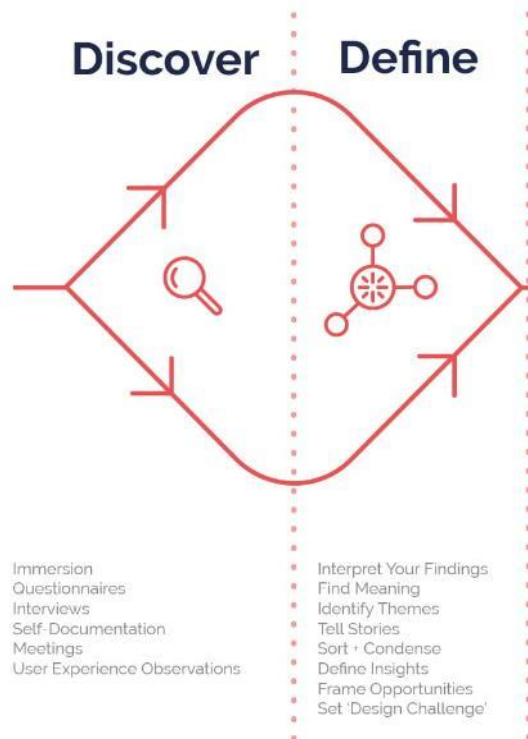 Discover
Define
Immersion
Questionnaires
Interviews
Self-Documentation
Meetings
User Experience Observations
Interpret Your Findings
Find Meaning
Identify Themes
Tell Stories
Sort + Condense
Define Insights
Frame Opportunities
Set 'Design Challenge'